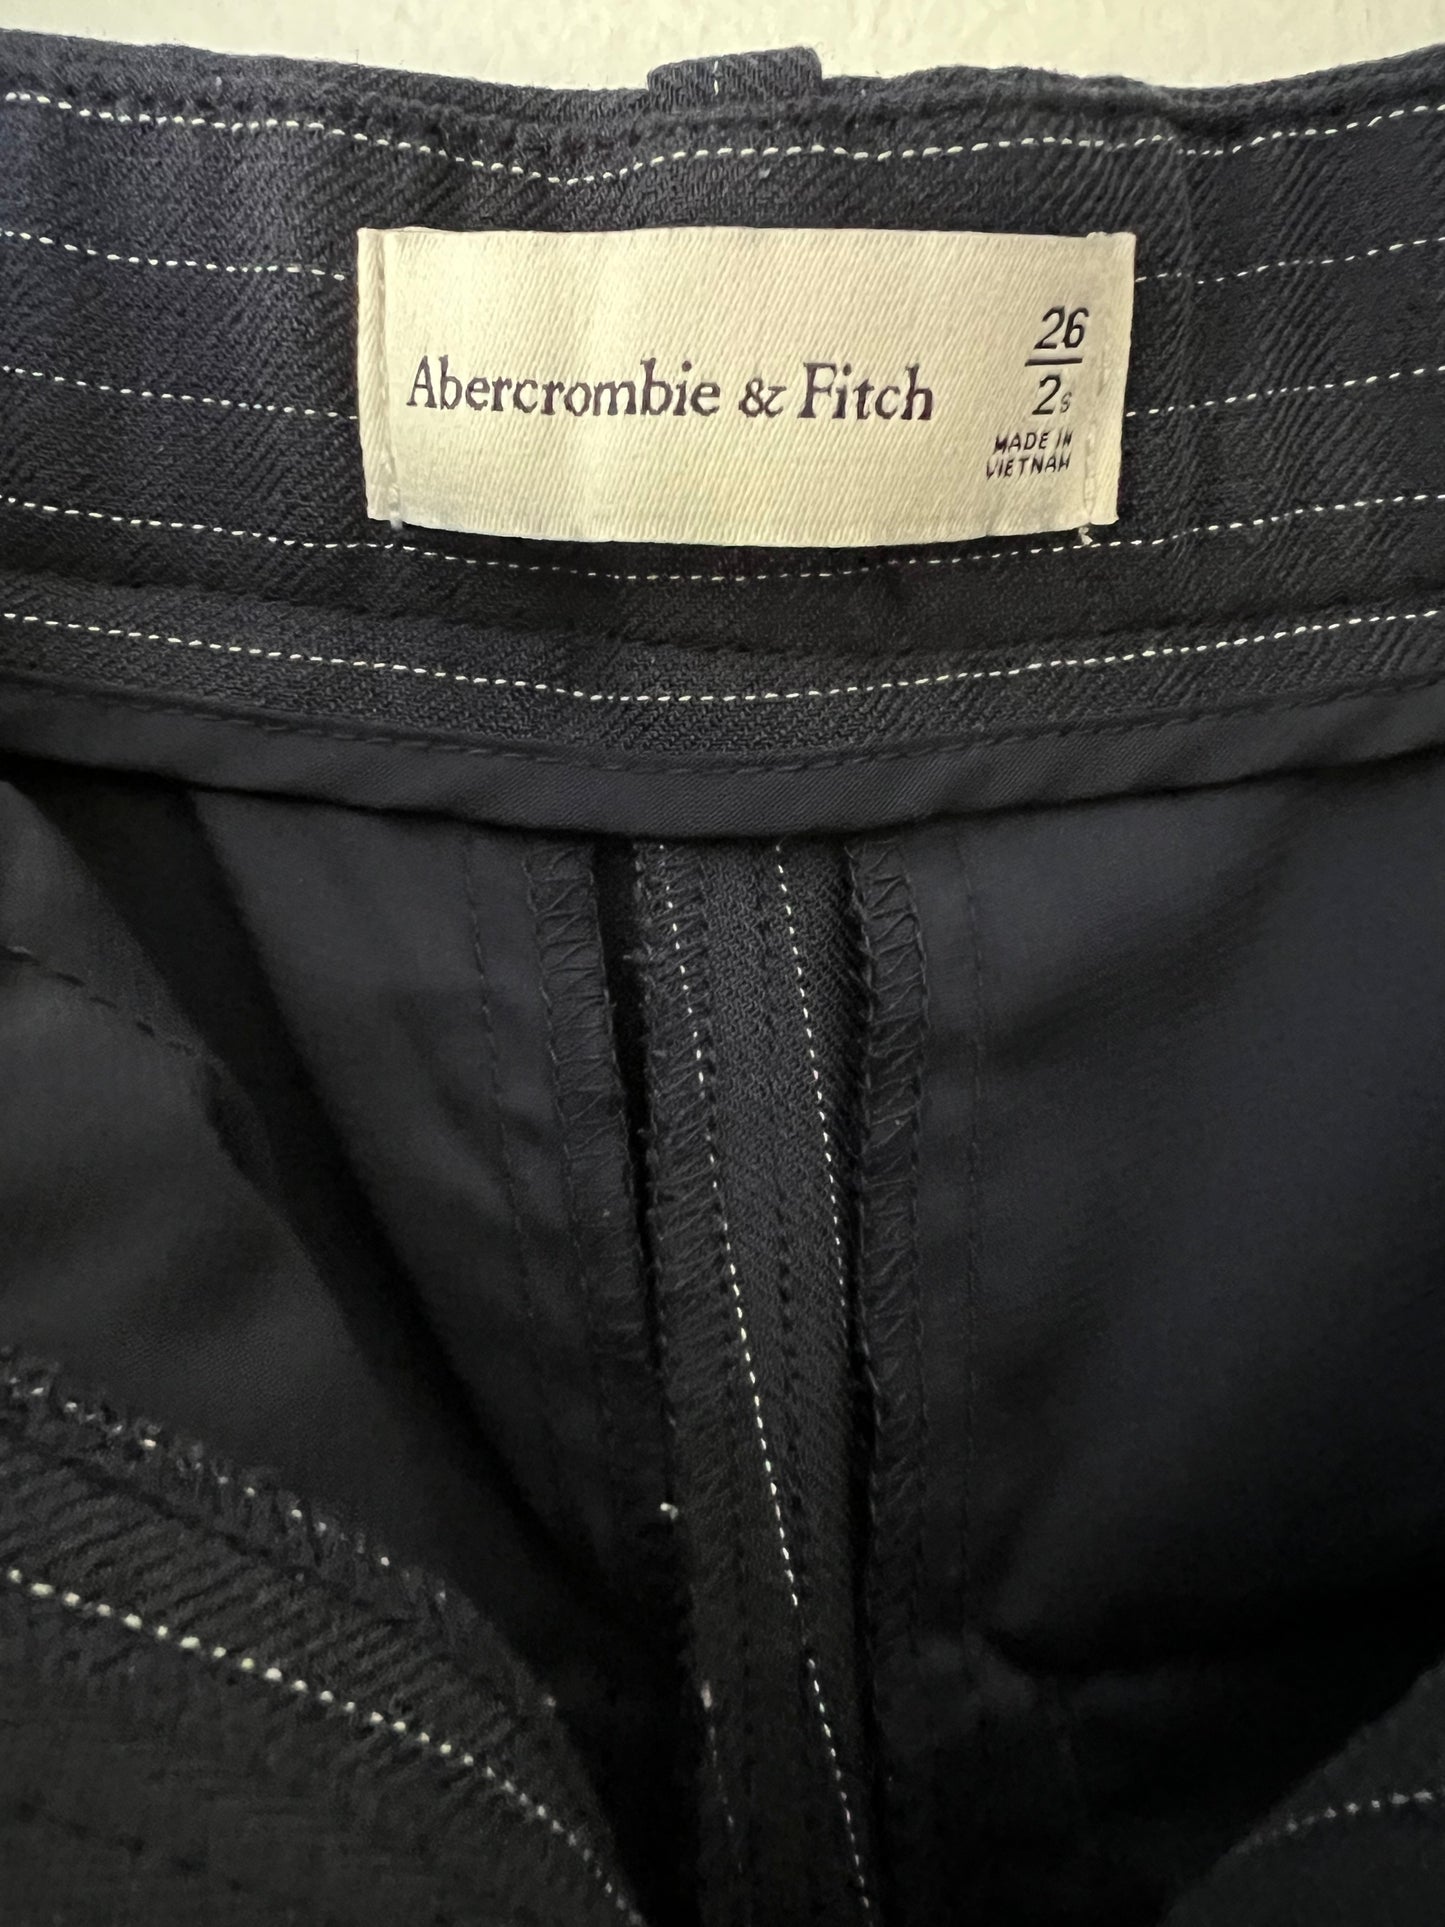 Abercrombie & Fitch
26
2s
MADE IN
VIETNAM